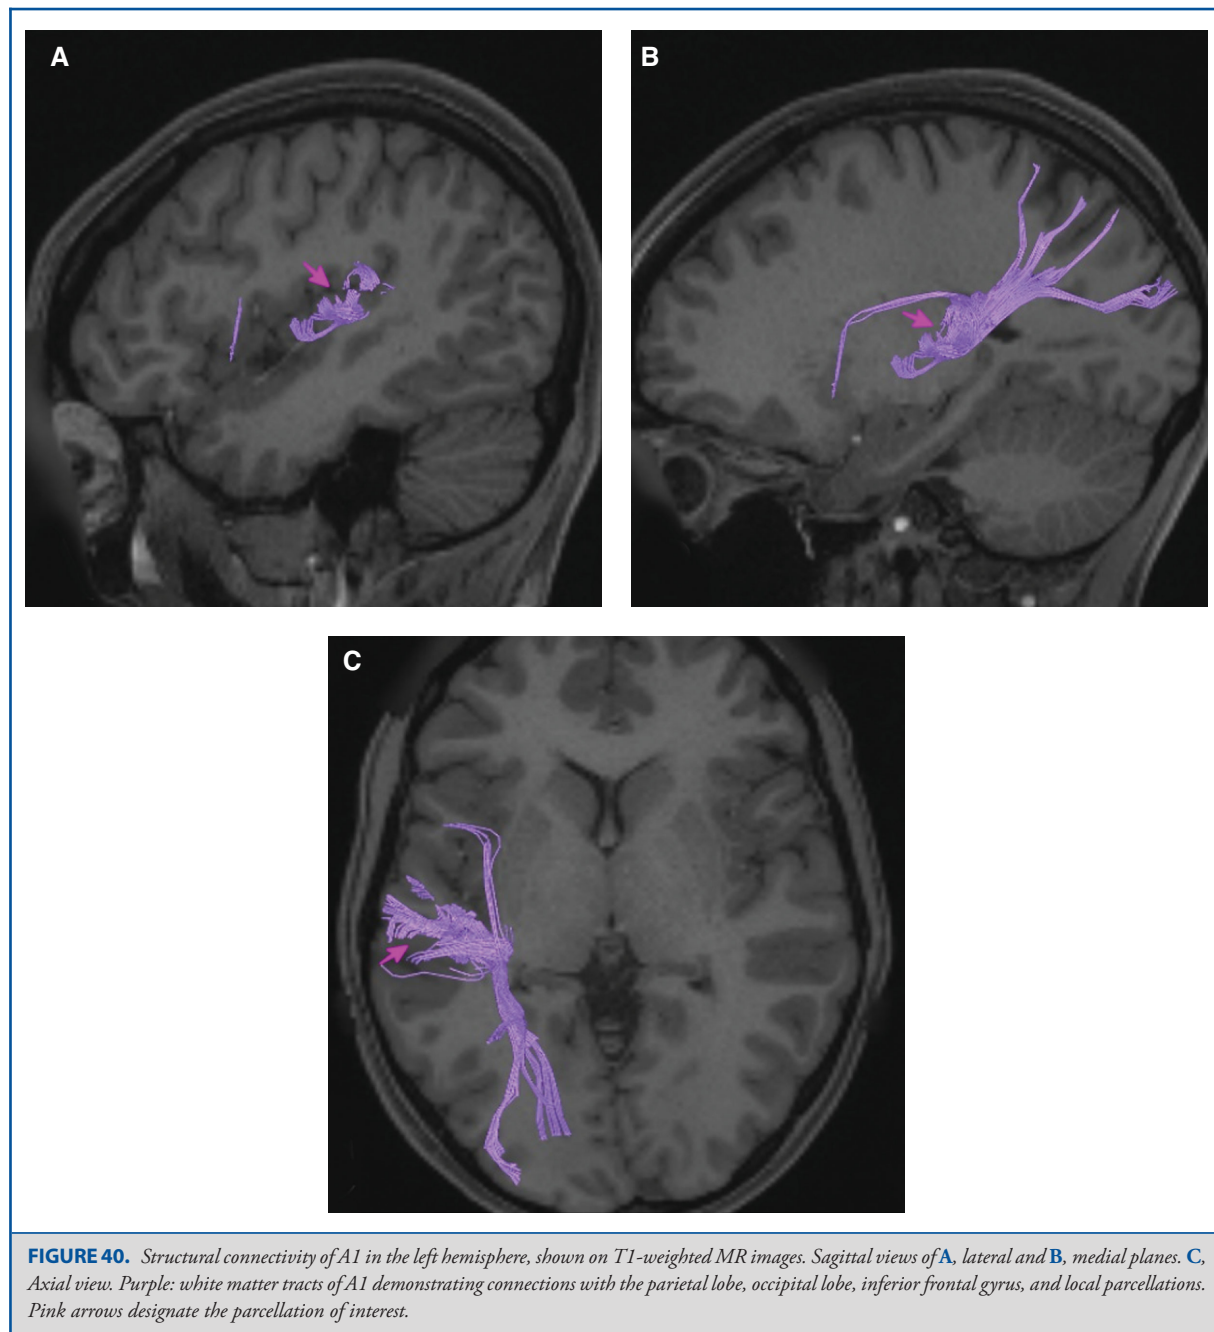 A
B
C
FIGURE 40. Structural connectivity of A1 in the left hemisphere, shown on T1-weighted MR images. Sagittal views of A, lateral and B, medial planes. C,
Axial view. Purple: white matter tracts of A1 demonstrating connections with the parietal lobe, occipital lobe, inferior frontal gyrus, and local parcellations.
Pink arrows designate the parcellation of interest.